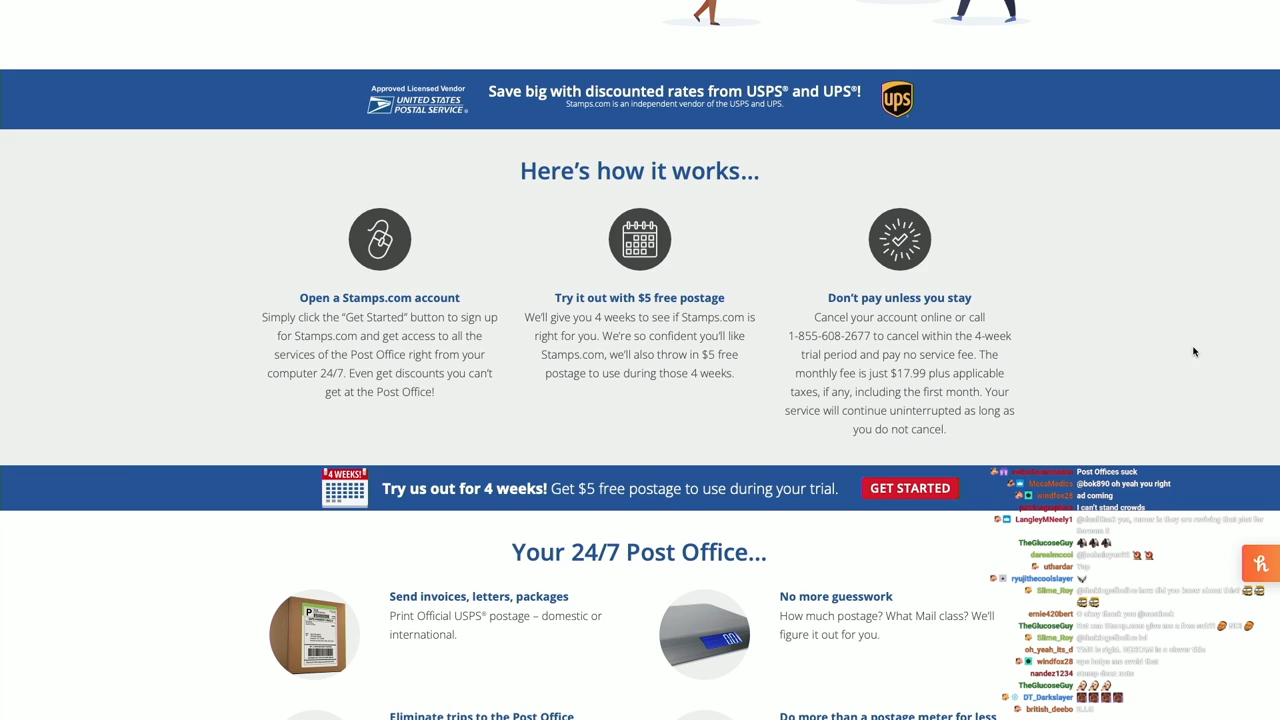 Approved Licensed Vendor
UNITED STATES
POSTAL SERVICE®
Save big with discounted rates from USPS® and UPS®!
Stamps.com is an independent vendor of the USPS and UPS.
ups
Here's how it works...
Open a Stamps.com account
Simply click the “Get Started” button to sign up
for Stamps.com and get access to all the
services of the Post Office right from your
computer 24/7. Even get discounts you can't
get at the Post Office!
Try it out with $5 free postage
We'll give you 4 weeks to see if Stamps.com is
right for you. We're so confident you'll like
Stamps.com, we'll also throw in $5 free
postage to use during those 4 weeks.
Don't pay unless you stay
Cancel your account online or call
1-855-608-2677 to cancel within the 4-week
trial period and pay no service fee. The
monthly fee is just $17.99 plus applicable
taxes, if any, including the first month. Your
service will continue uninterrupted as long as
you do not cancel.
4 WEEKS!
Try us out for 4 weeks! Get $5 free postage to use during your trial.
GET STARTED
Your 24/7 Post Office...
Send invoices, letters, packages
Print Official USPS® postage – domestic or
international.
No more guesswork
How much postage? What Mail class? We'll
figure it out for you.
Eliminate trips to the Post Office
Do more than a postage meter for less
Post Offices suck
MocaMedics @bok890 oh yeah you right
windfox28 ad coming
I can't stand crowds
LangleyMNeely1
TheGlucoseGuy
uthardar Yep
ryujithecoolslayer
Slime_Roy
ernie420bert
TheGlucoseGuy
Slime_Roy
oh_yeah_its_d
windfox28
nandez1234
TheGlucoseGuy
DT_Darkslayer
british_deebo